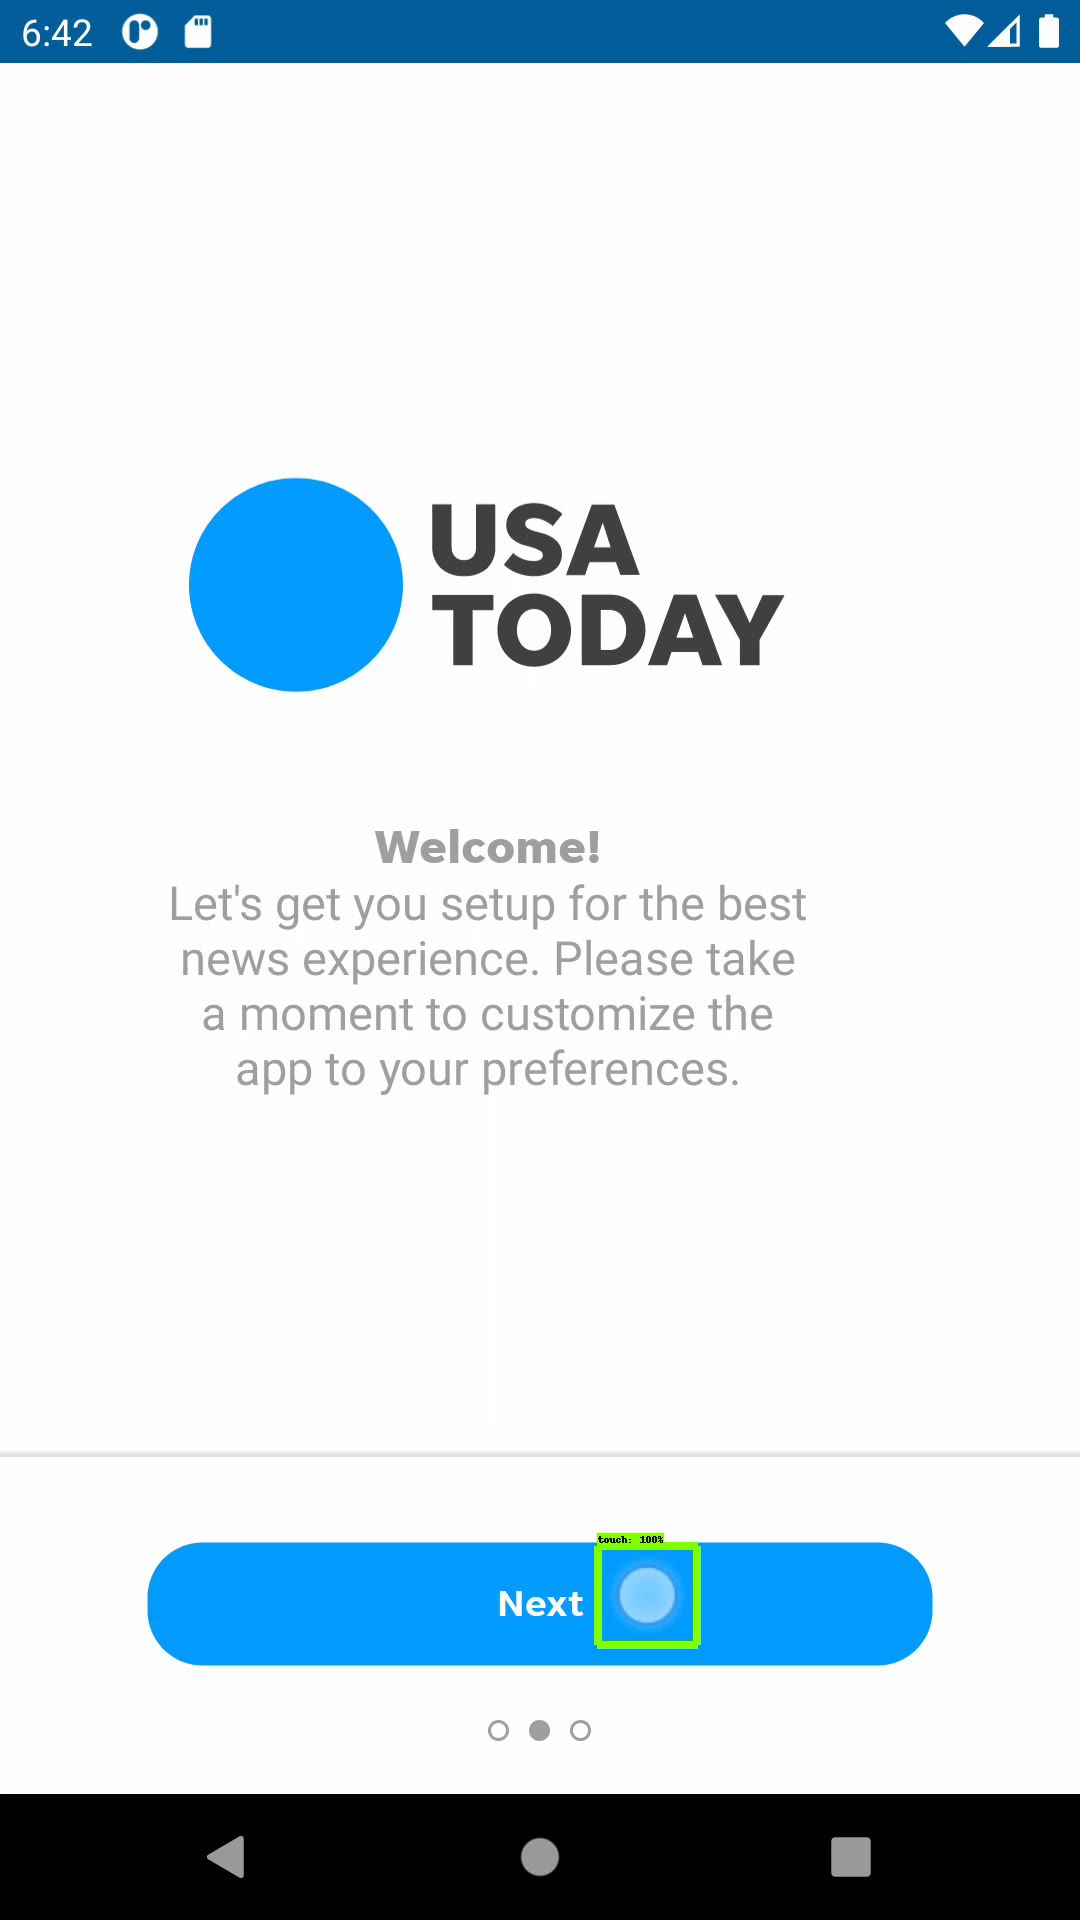 6:42
USA
TODAY
Welcome!
Let's get you setup for the best
news experience. Please take
a moment to customize the
app to your preferences.
touch: 100%
Next